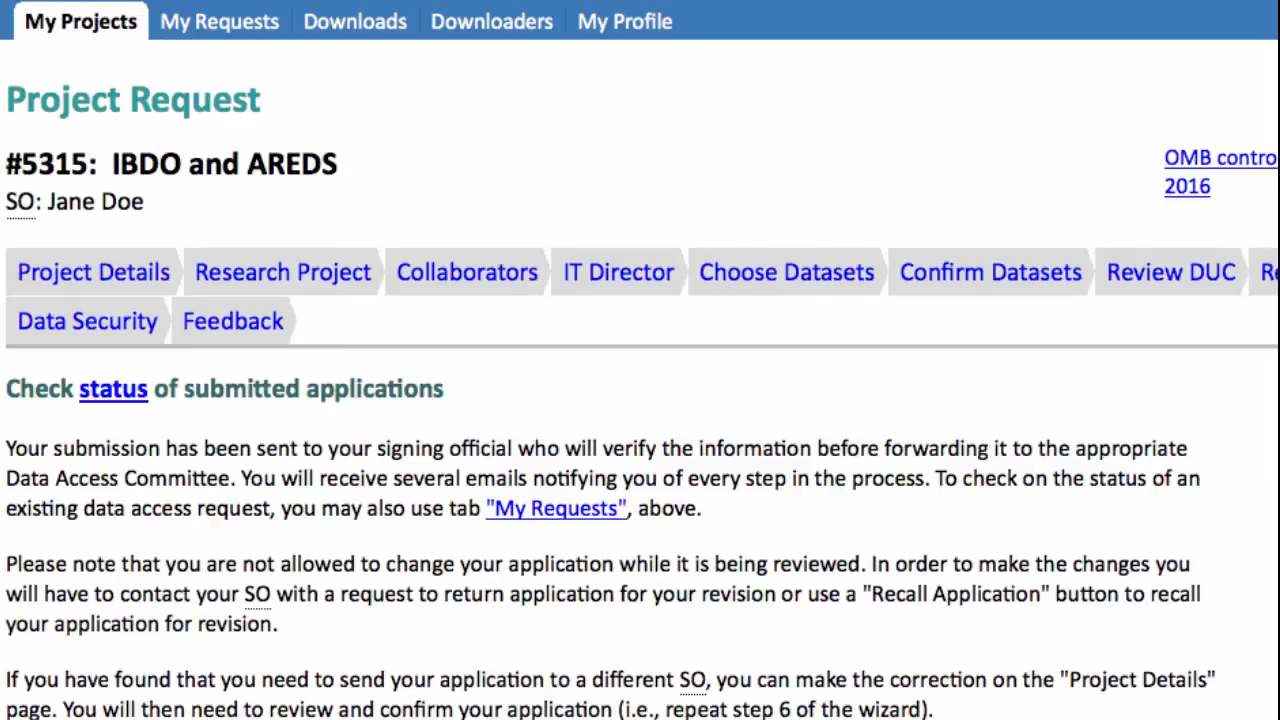 My Projects My Requests Downloads Downloaders My Profile
Project Request
#5315: IBDO and AREDS
OMB contro
SO: Jane Doe
2016
Project Details Research Project Collaborators IT Director Choose Datasets Confirm Datasets Review DUC Re
Data Security Feedback
Check status of submitted applications
Your submission has been sent to your signing official who will verify the information before forwarding it to the appropriate
Data Access Committee. You will receive several emails notifying you of every step in the process. To check on the status of an
existing data access request, you may also use tab "My Requests", above.
Please note that you are not allowed to change your application while it is being reviewed. In order to make the changes you
will have to contact your SO with a request to return application for your revision or use a "Recall Application" button to recall
your application for revision.
If you have found that you need to send your application to a different SO, you can make the correction on the "Project Details"
page. You will then need to review and confirm your application (i.e., repeat step 6 of the wizard).